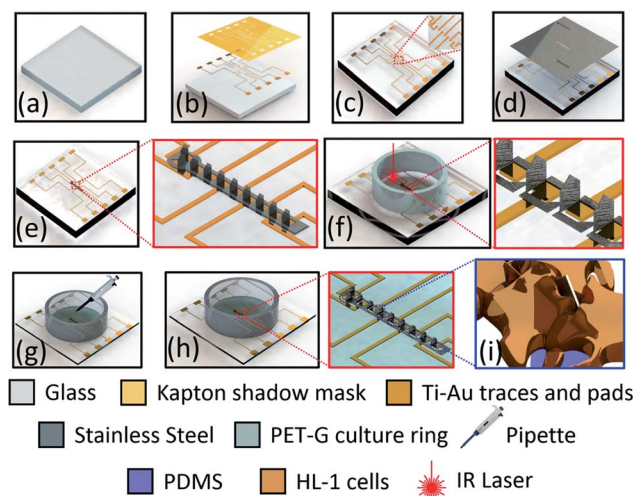 (a)
(b)
(c)
(d)
(e)
(f)
(g)
(h)
(i)
Glass
Kapton shadow mask
Ti-Au traces and pads
Stainless Steel
PET-G culture ring
Pipette
PDMS
HL-1 cells
IR Laser